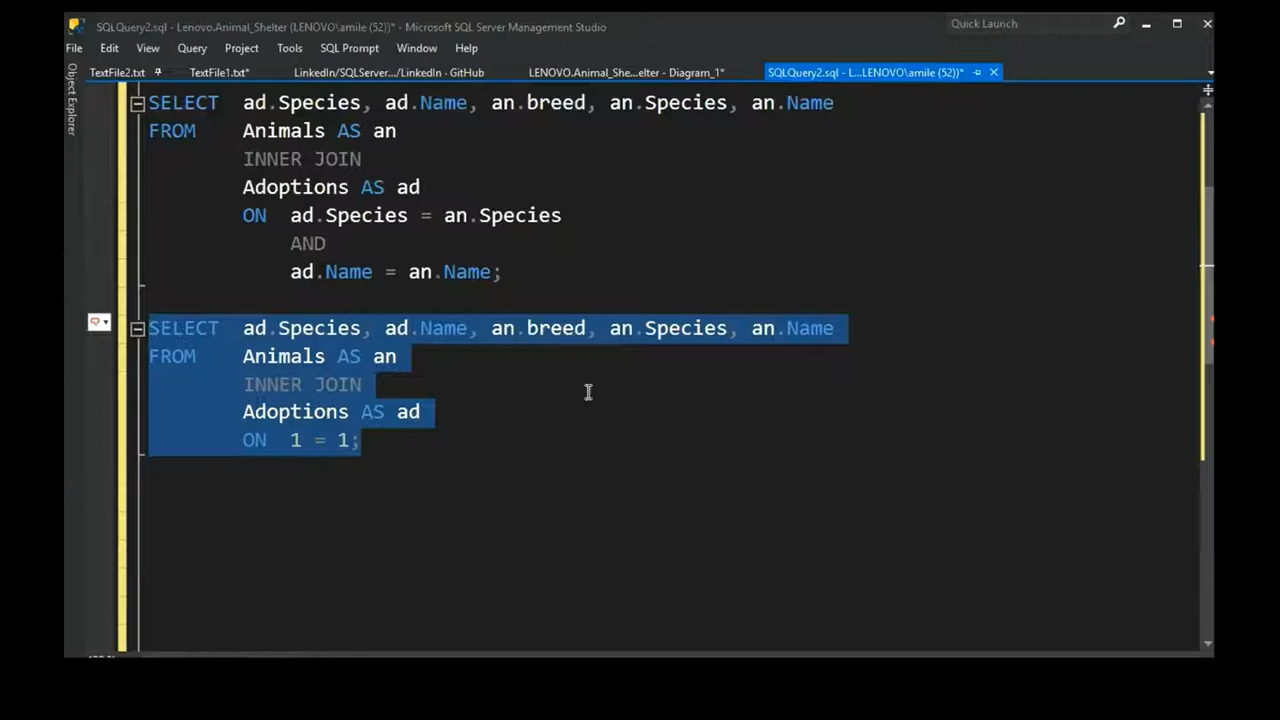 SQLQuery2.sql - Lenovo.Animal_Shelter (LENOVO\amile (52))* - Microsoft SQL Server Management Studio
Quick Launch
File Edit View Query Project Tools SQL Prompt Window Help
TextFile2.txt TextFile1.txt* LinkedIn/SQLServer.../LinkedIn - GitHub LENOVO.Animal_She...elter - Diagram_1* SQLQuery2.sql - L...LENOVO\amile (52))*
Object Explorer
SELECT ad.Species, ad.Name, an.breed, an.Species, an.Name
FROM Animals AS an
INNER JOIN
Adoptions AS ad
ON ad.Species = an.Species
AND
ad.Name = an.Name;
SELECT ad.Species, ad.Name, an.breed, an.Species, an.Name
FROM Animals AS an
INNER JOIN
Adoptions AS ad
ON 1 = 1;